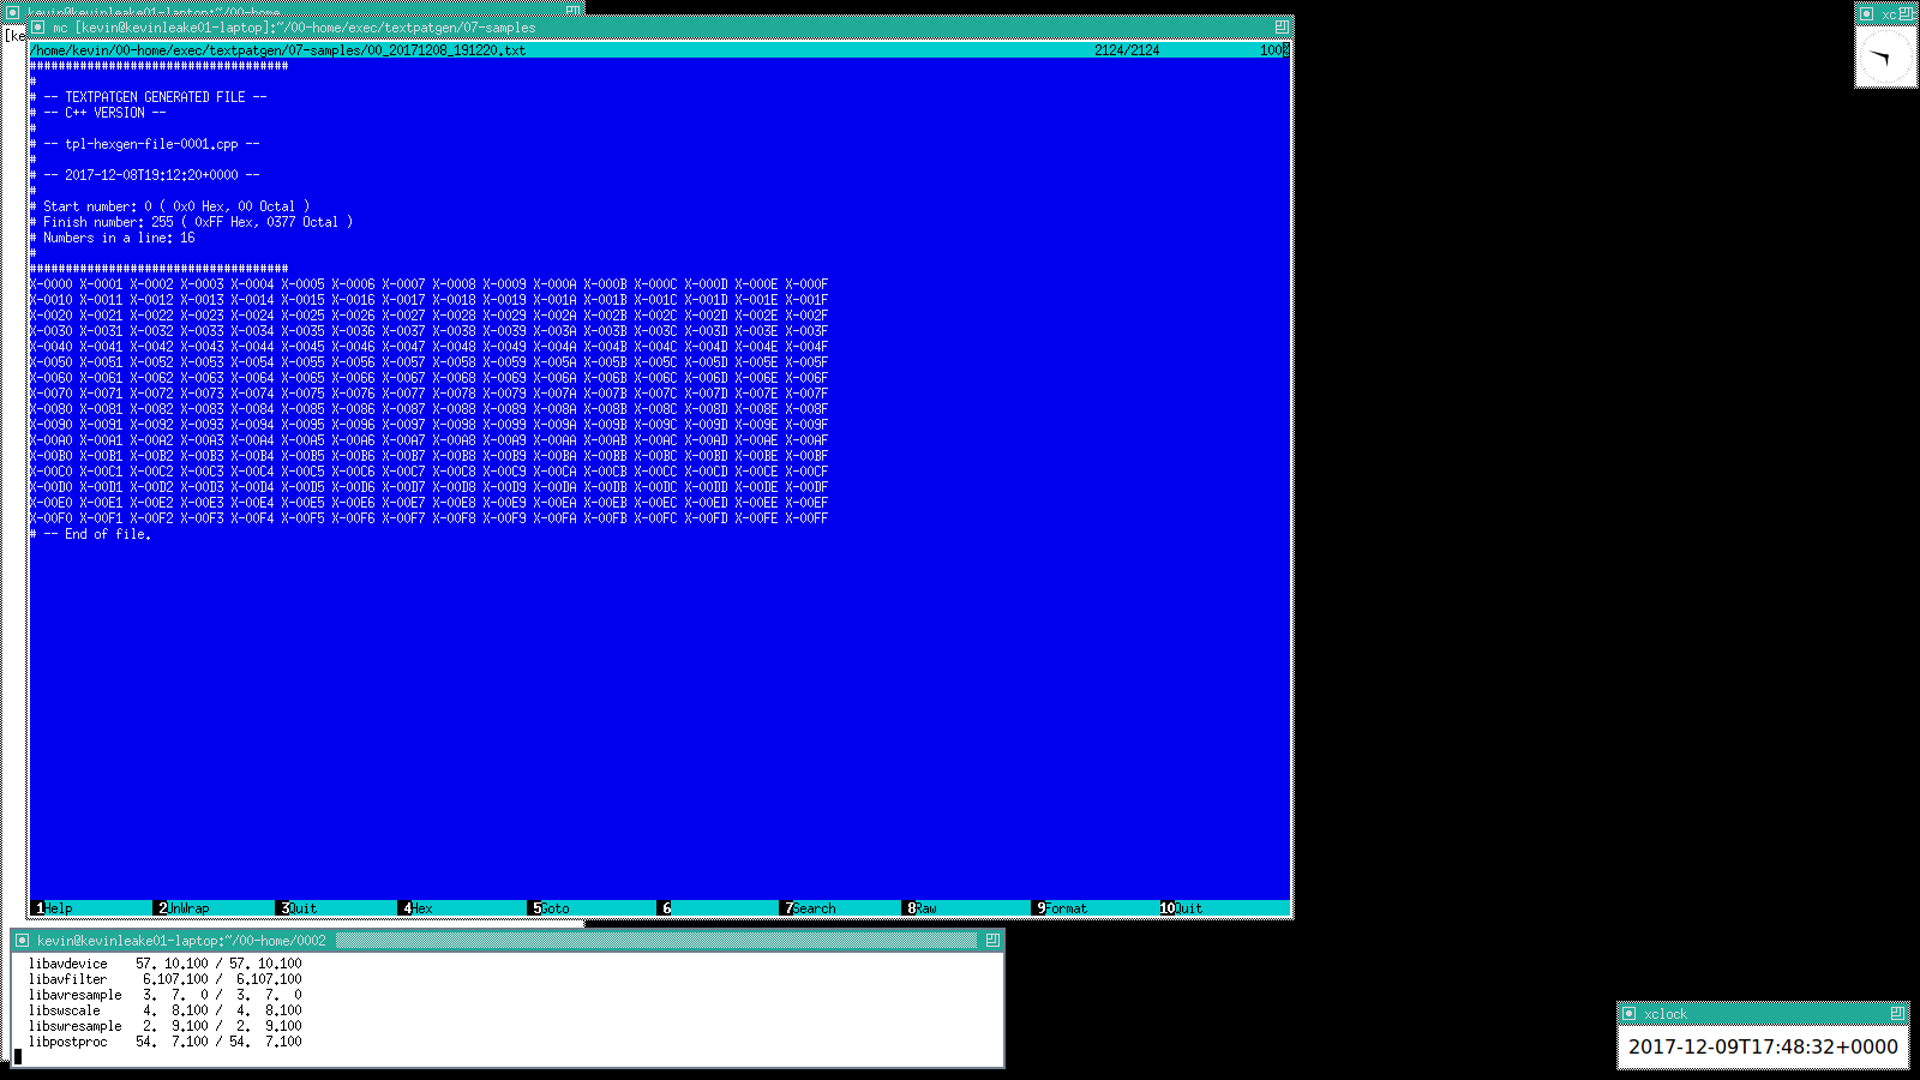 kevin@kevinleake01-laptop:~/00-home
[ke
mc [kevin@kevinleake01-laptop]:~/00-home/exec/textpatgen/07-samples
xc
/home/kevin/00-home/exec/textpatgen/07-samples/00_20171208_191220.txt 2124/2124 100%
####################################
#
# -- TEXTPATGEN GENERATED FILE --
# -- C++ VERSION --
#
# -- tpl-hexgen-file-0001.cpp --
#
# -- 2017-12-08T19:12:20+0000 --
#
# Start number: 0 ( 0x0 Hex, 00 Octal )
# Finish number: 255 ( 0xFF Hex, 0377 Octal )
# Numbers in a line: 16
#
####################################
X-0000 X-0001 X-0002 X-0003 X-0004 X-0005 X-0006 X-0007 X-0008 X-0009 X-000A X-000B X-000C X-000D X-000E X-000F
X-0010 X-0011 X-0012 X-0013 X-0014 X-0015 X-0016 X-0017 X-0018 X-0019 X-001A X-001B X-001C X-001D X-001E X-001F
X-0020 X-0021 X-0022 X-0023 X-0024 X-0025 X-0026 X-0027 X-0028 X-0029 X-002A X-002B X-002C X-002D X-002E X-002F
X-0030 X-0031 X-0032 X-0033 X-0034 X-0035 X-0036 X-0037 X-0038 X-0039 X-003A X-003B X-003C X-003D X-003E X-003F
X-0040 X-0041 X-0042 X-0043 X-0044 X-0045 X-0046 X-0047 X-0048 X-0049 X-004A X-004B X-004C X-004D X-004E X-004F
X-0050 X-0051 X-0052 X-0053 X-0054 X-0055 X-0056 X-0057 X-0058 X-0059 X-005A X-005B X-005C X-005D X-005E X-005F
X-0060 X-0061 X-0062 X-0063 X-0064 X-0065 X-0066 X-0067 X-0068 X-0069 X-006A X-006B X-006C X-006D X-006E X-006F
X-0070 X-0071 X-0072 X-0073 X-0074 X-0075 X-0076 X-0077 X-0078 X-0079 X-007A X-007B X-007C X-007D X-007E X-007F
X-0080 X-0081 X-0082 X-0083 X-0084 X-0085 X-0086 X-0087 X-0088 X-0089 X-008A X-008B X-008C X-008D X-008E X-008F
X-0090 X-0091 X-0092 X-0093 X-0094 X-0095 X-0096 X-0097 X-0098 X-0099 X-009A X-009B X-009C X-009D X-009E X-009F
X-00A0 X-00A1 X-00A2 X-00A3 X-00A4 X-00A5 X-00A6 X-00A7 X-00A8 X-00A9 X-00AA X-00AB X-00AC X-00AD X-00AE X-00AF
X-00B0 X-00B1 X-00B2 X-00B3 X-00B4 X-00B5 X-00B6 X-00B7 X-00B8 X-00B9 X-00BA X-00BB X-00BC X-00BD X-00BE X-00BF
X-00C0 X-00C1 X-00C2 X-00C3 X-00C4 X-00C5 X-00C6 X-00C7 X-00C8 X-00C9 X-00CA X-00CB X-00CC X-00CD X-00CE X-00CF
X-00D0 X-00D1 X-00D2 X-00D3 X-00D4 X-00D5 X-00D6 X-00D7 X-00D8 X-00D9 X-00DA X-00DB X-00DC X-00DD X-00DE X-00DF
X-00E0 X-00E1 X-00E2 X-00E3 X-00E4 X-00E5 X-00E6 X-00E7 X-00E8 X-00E9 X-00EA X-00EB X-00EC X-00ED X-00EE X-00EF
X-00F0 X-00F1 X-00F2 X-00F3 X-00F4 X-00F5 X-00F6 X-00F7 X-00F8 X-00F9 X-00FA X-00FB X-00FC X-00FD X-00FE X-00FF
# -- End of file.
1Help 2UnWrap 3Quit 4Hex 5Goto 6 7Search 8Raw 9Format 10Quit
kevin@kevinleake01-laptop:~/00-home/0002
libavdevice 57. 10.100 / 57. 10.100
libavfilter 6.107.100 / 6.107.100
libavresample 3. 7. 0 / 3. 7. 0
libswscale 4. 8.100 / 4. 8.100
libswresample 2. 9.100 / 2. 9.100
libpostproc 54. 7.100 / 54. 7.100
xclock
2017-12-09T17:48:32+0000